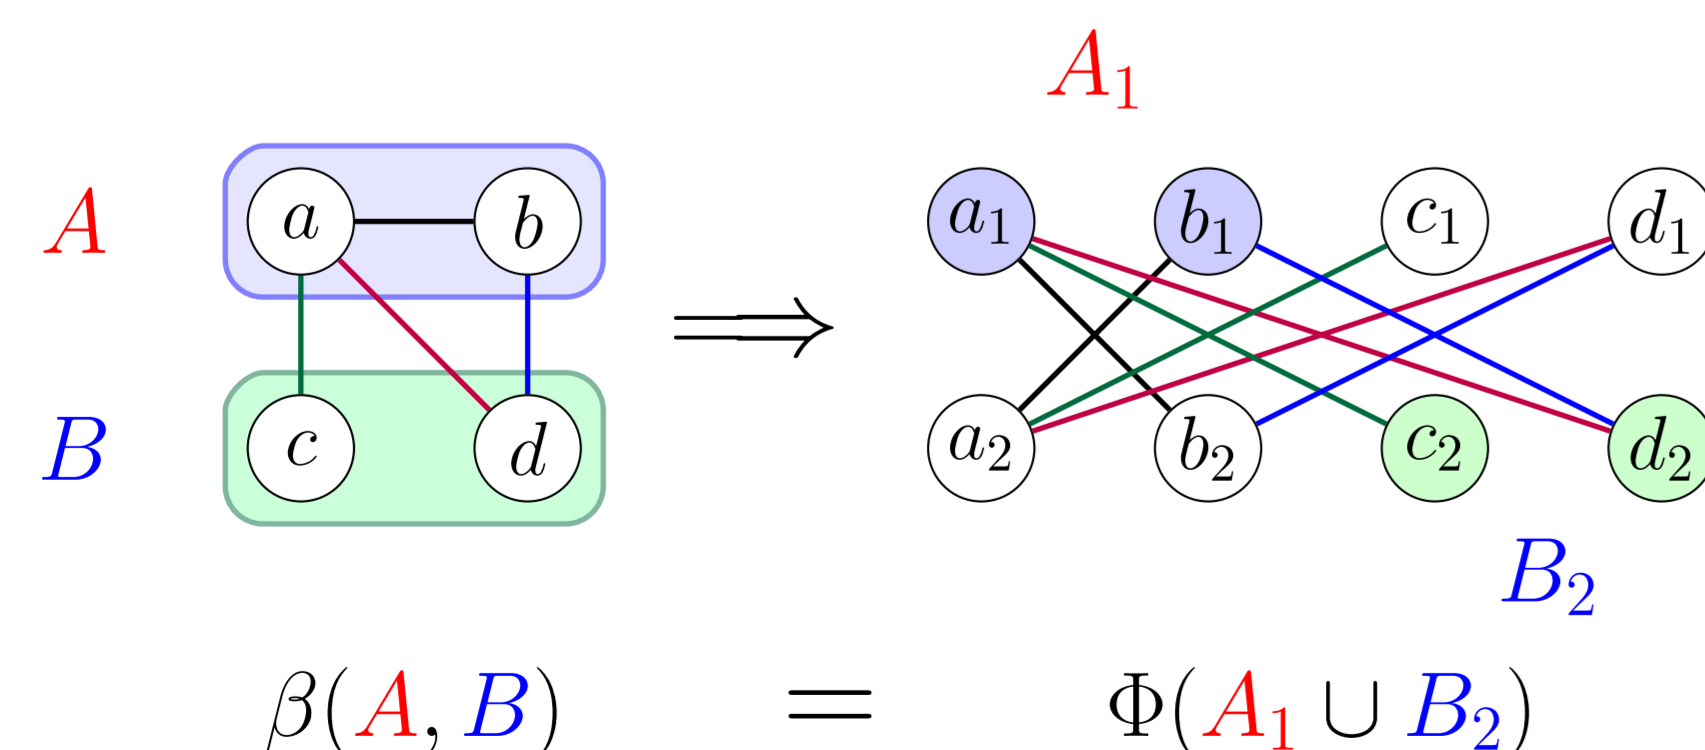 A₁
A a b a₁ b₁ c₁ d₁
⟹
B c d a₂ b₂ c₂ d₂
B₂
β(A, B) = Φ(A₁ ∪ B₂)